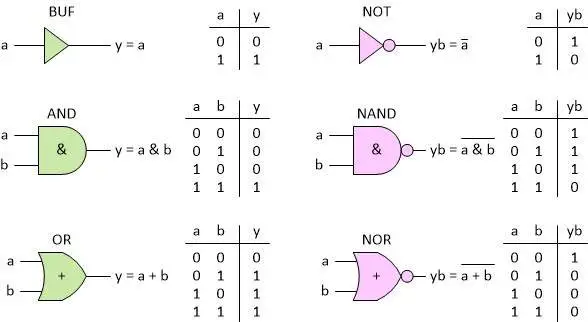 BUF
a
y = a
a y
0 0
1 1
NOT
a
yb = a̅
a yb
0 1
1 0
AND
a
b
&
y = a & b
a b y
0 0 0
0 1 0
1 0 0
1 1 1
NAND
a
b
&
yb = a̅ ̅&̅ ̅b̅
a b yb
0 0 1
0 1 1
1 0 1
1 1 0
OR
a
b
+
y = a + b
a b y
0 0 0
0 1 1
1 0 1
1 1 1
NOR
a
b
+
yb = a̅ ̅+̅ ̅b̅
a b yb
0 0 1
0 1 0
1 0 0
1 1 0